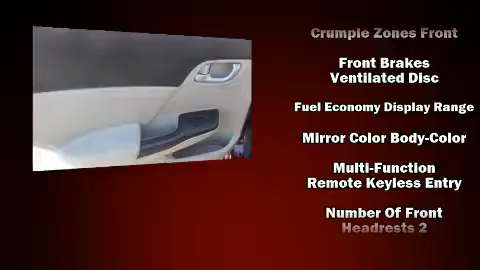 Crumple Zones Front
Front Brakes
Ventilated Disc
Fuel Economy Display Range
Mirror Color Body-Color
Multi-Function
Remote Keyless Entry
Number Of Front
Headrests 2